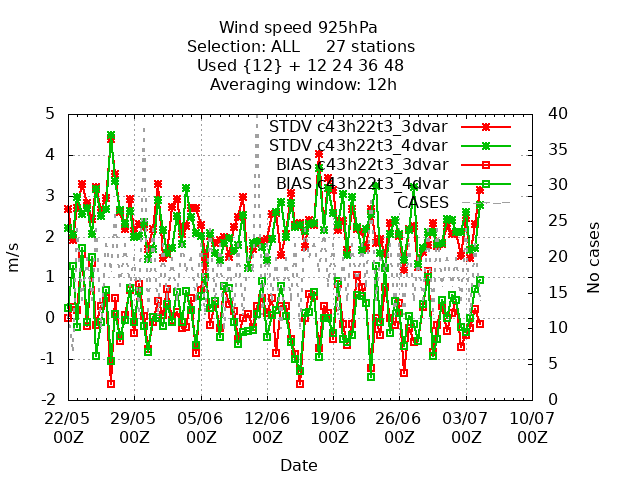 Wind speed 925hPa
Selection: ALL     27 stations
Used {12} + 12 24 36 48
Averaging window: 12h
5
4
3
2
1
0
-1
-2
m/s
40
35
30
25
20
15
10
5
0
No cases
STDV c43h22t3_3dvar
STDV c43h22t3_4dvar
BIAS c43h22t3_3dvar
BIAS c43h22t3_4dvar
CASES
22/05 29/05 05/06 12/06 19/06 26/06 03/07 10/07
00Z 00Z 00Z 00Z 00Z 00Z 00Z 00Z
Date